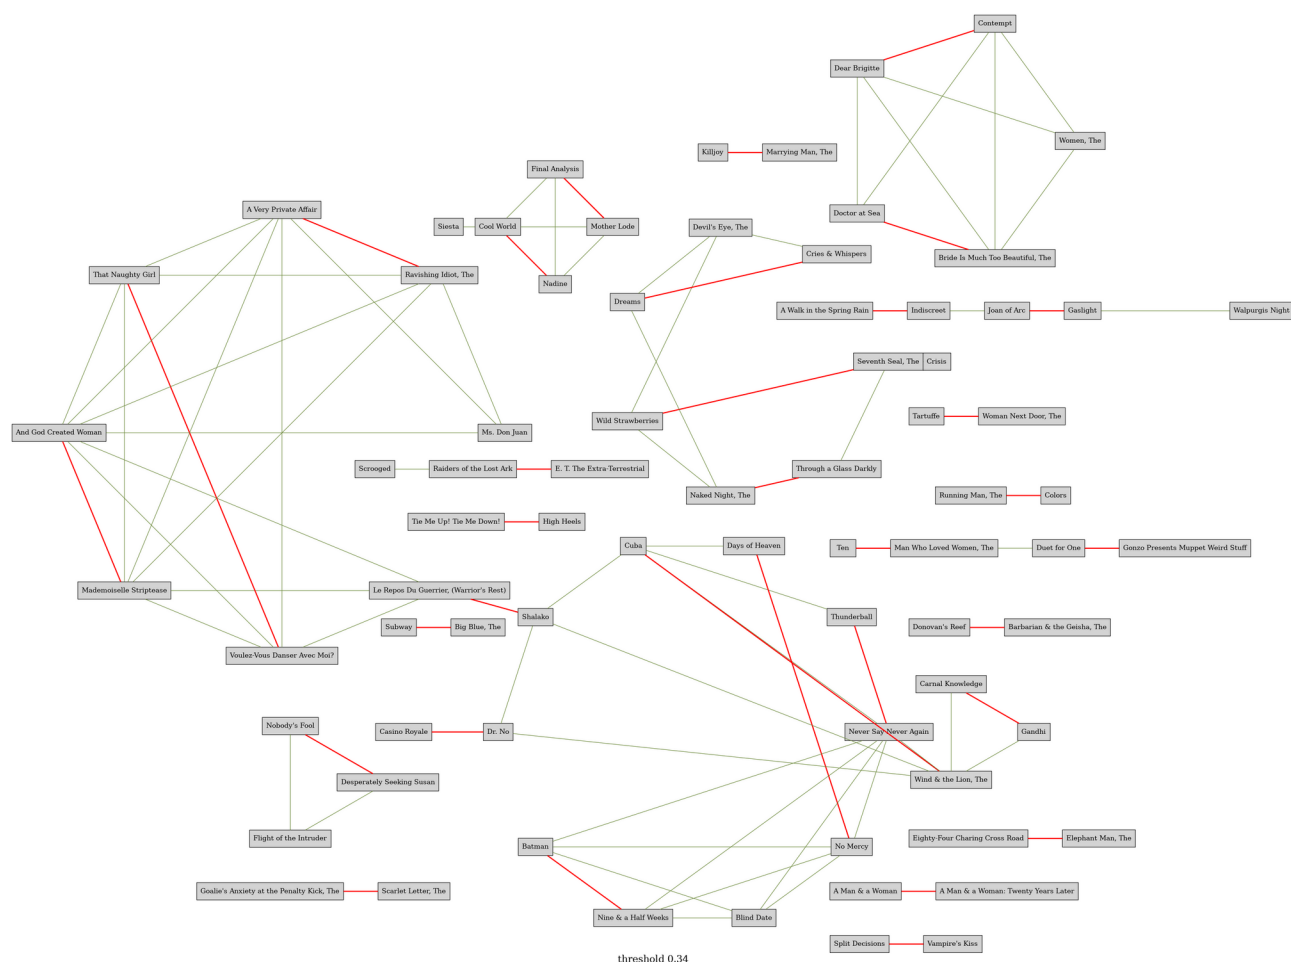 Contempt
Dear Brigitte
Women, The
Killjoy
Marrying Man, The
Final Analysis
A Very Private Affair
Doctor at Sea
Siesta
Cool World
Mother Lode
Devil's Eye, The
Cries & Whispers
Bride Is Much Too Beautiful, The
That Naughty Girl
Ravishing Idiot, The
Nadine
Dreams
A Walk in the Spring Rain
Indiscreet
Joan of Arc
Gaslight
Walpurgis Night
Seventh Seal, The
Crisis
Tartuffe
Woman Next Door, The
Wild Strawberries
And God Created Woman
Ms. Don Juan
Scrooged
Raiders of the Lost Ark
E. T. The Extra-Terrestrial
Through a Glass Darkly
Naked Night, The
Running Man, The
Colors
Tie Me Up! Tie Me Down!
High Heels
Cuba
Days of Heaven
Ten
Man Who Loved Women, The
Duet for One
Gonzo Presents Muppet Weird Stuff
Mademoiselle Striptease
Le Repos Du Guerrier, (Warrior's Rest)
Shalako
Thunderball
Subway
Big Blue, The
Donovan's Reef
Barbarian & the Geisha, The
Voulez-Vous Danser Avec Moi?
Carnal Knowledge
Nobody's Fool
Casino Royale
Dr. No
Never Say Never Again
Gandhi
Desperately Seeking Susan
Wind & the Lion, The
Flight of the Intruder
Batman
No Mercy
Eighty-Four Charing Cross Road
Elephant Man, The
Goalie's Anxiety at the Penalty Kick, The
Scarlet Letter, The
A Man & a Woman
A Man & a Woman: Twenty Years Later
Nine & a Half Weeks
Blind Date
Split Decisions
Vampire's Kiss
threshold 0.34